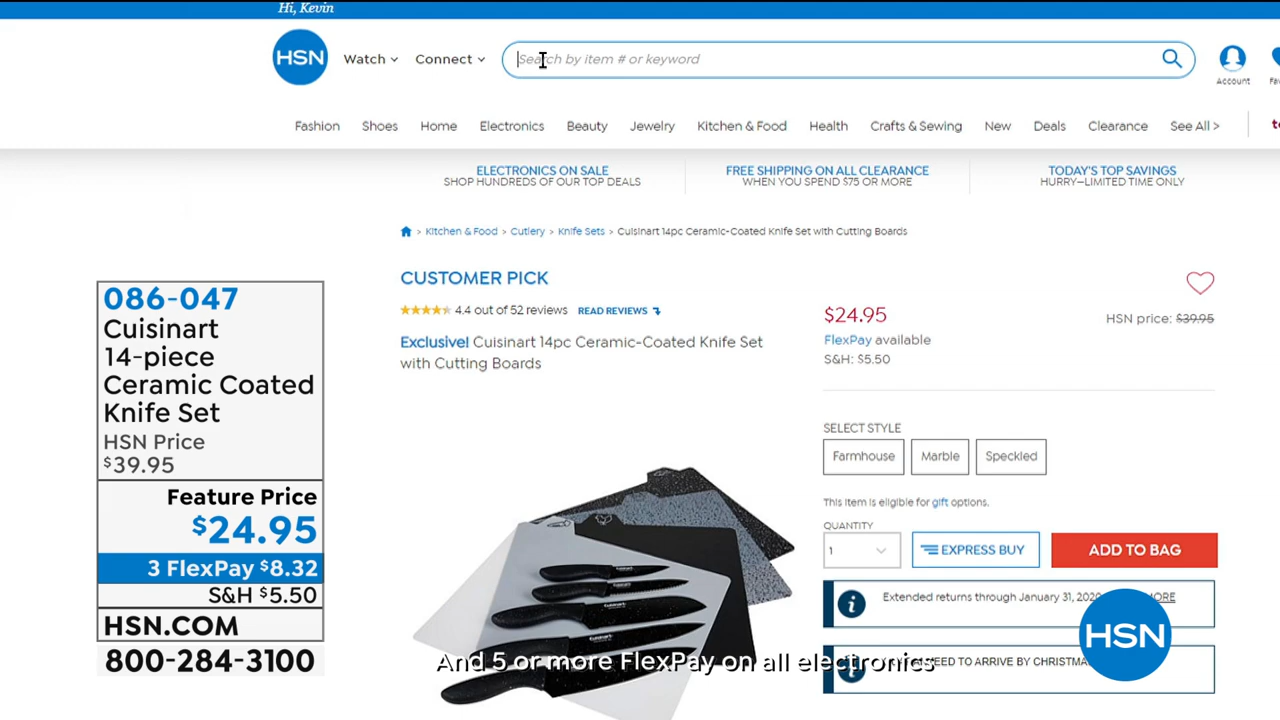 Hi, Kevin
HSN
Watch
Connect
Search by item # or keyword
Account
Fashion
Shoes
Home
Electronics
Beauty
Jewelry
Kitchen & Food
Health
Crafts & Sewing
New
Deals
Clearance
See All >
ELECTRONICS ON SALE
SHOP HUNDREDS OF OUR TOP DEALS
FREE SHIPPING ON ALL CLEARANCE
WHEN YOU SPEND $75 OR MORE
TODAY'S TOP SAVINGS
HURRY—LIMITED TIME ONLY
> Kitchen & Food > Cutlery > Knife Sets > Cuisinart 14pc Ceramic-Coated Knife Set with Cutting Boards
CUSTOMER PICK
4.4 out of 52 reviews READ REVIEWS
Exclusive! Cuisinart 14pc Ceramic-Coated Knife Set
with Cutting Boards
$24.95
HSN price: $39.95
FlexPay available
S&H: $5.50
SELECT STYLE
Farmhouse
Marble
Speckled
This item is eligible for gift options.
QUANTITY
1
EXPRESS BUY
ADD TO BAG
Extended returns through January 31, 2020
MORE
HSN
NEED TO ARRIVE BY CHRISTMA
086-047
Cuisinart
14-piece
Ceramic Coated
Knife Set
HSN Price
$39.95
Feature Price
$24.95
3 FlexPay $8.32
S&H $5.50
HSN.COM
800-284-3100
And 5 or more FlexPay on all electronics